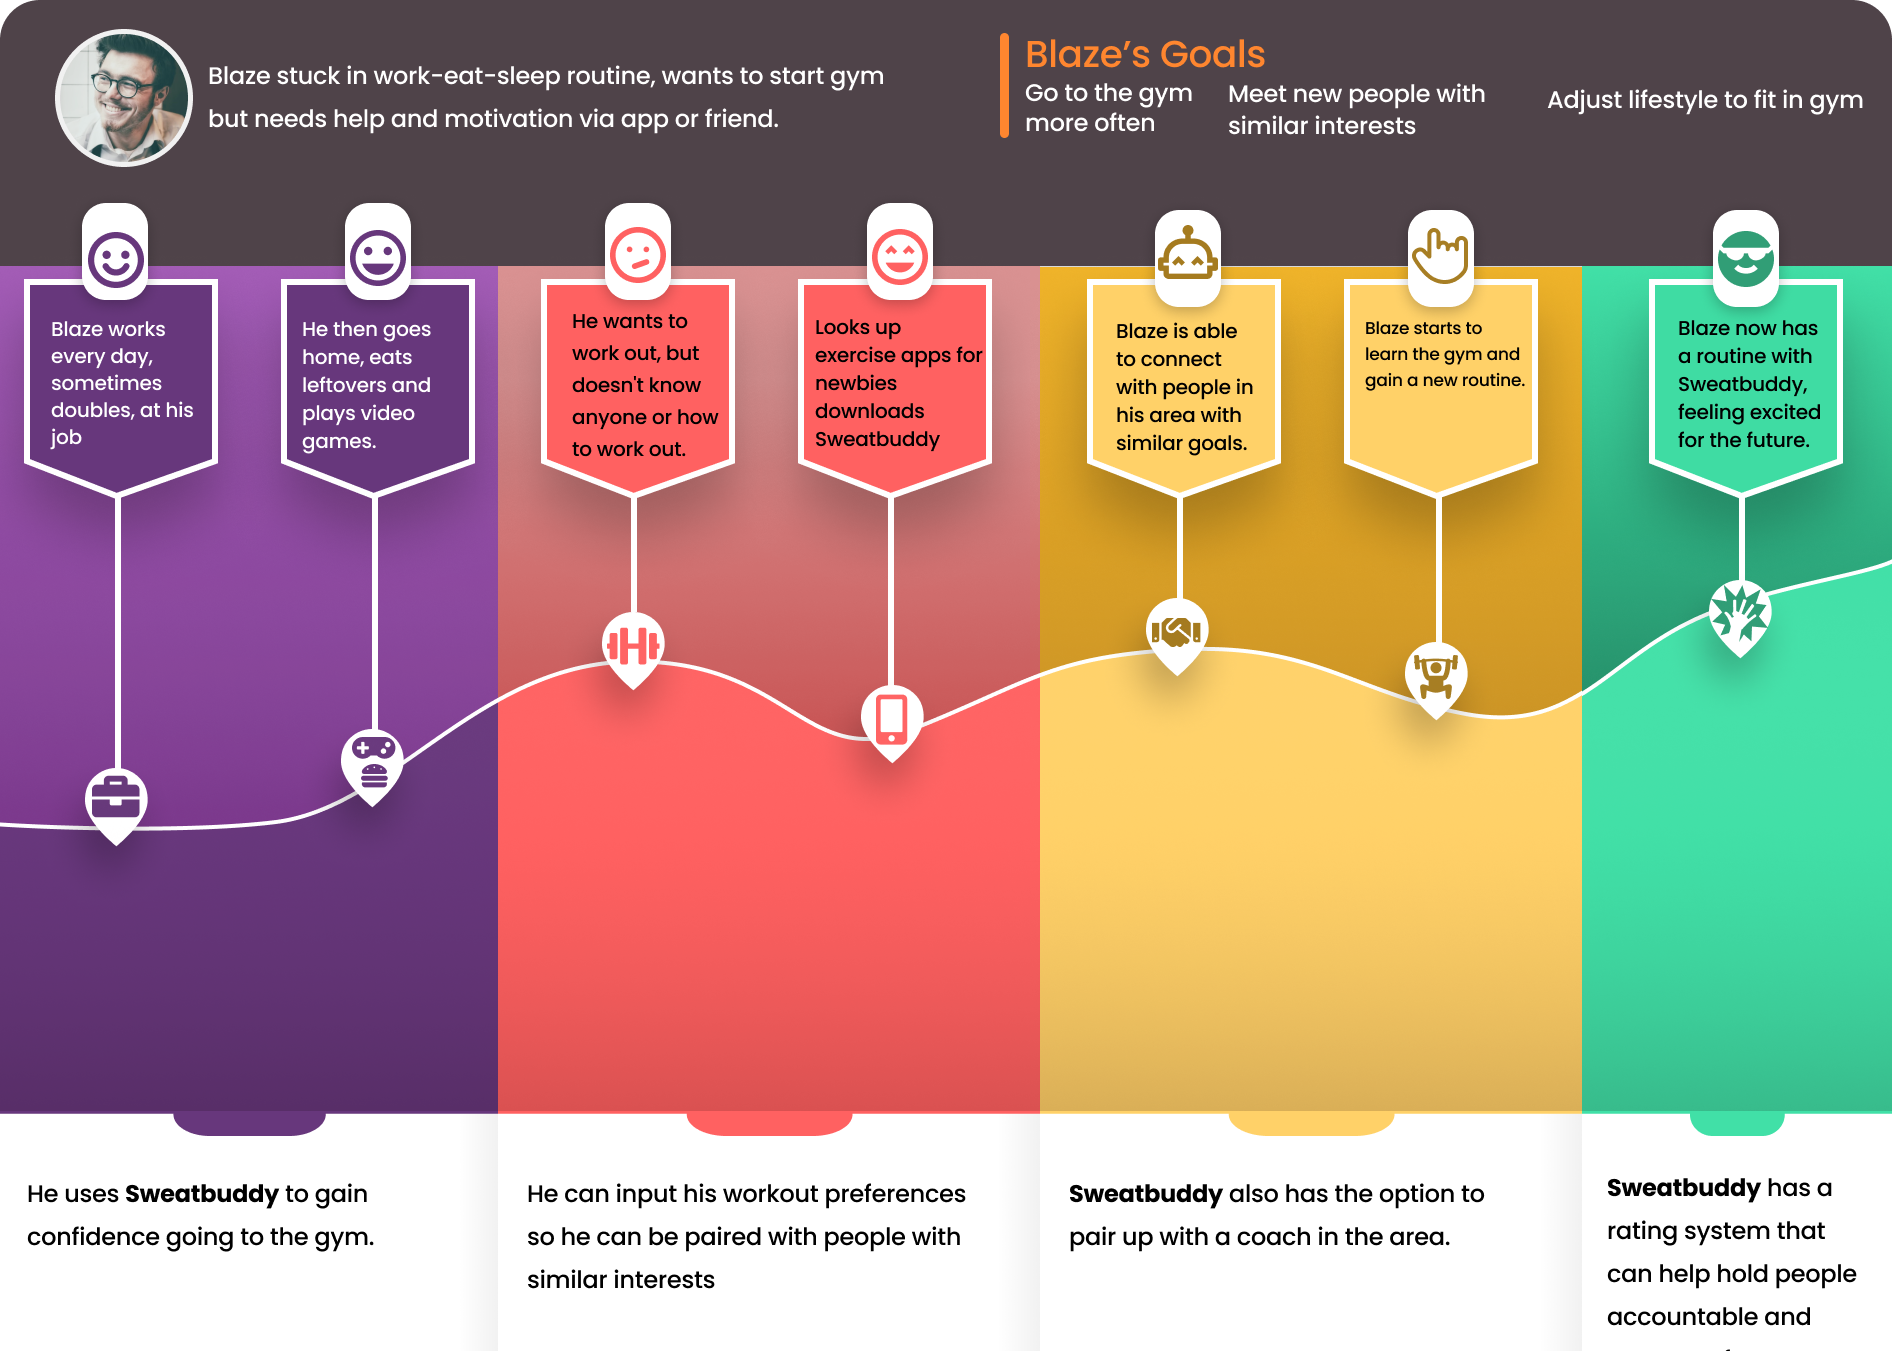 Blaze stuck in work-eat-sleep routine, wants to start gym
but needs help and motivation via app or friend.
Blaze's Goals
Go to the gym
more often
Meet new people with
similar interests
Adjust lifestyle to fit in gym
Blaze works
every day,
sometimes
doubles, at his
job
He then goes
home, eats
leftovers and
plays video
games.
He wants to
work out, but
doesn't know
anyone or how
to work out.
Looks up
exercise apps for
newbies
downloads
Sweatbuddy
Blaze is able
to connect
with people in
his area with
similar goals.
Blaze starts to
learn the gym and
gain a new routine.
Blaze now has
a routine with
Sweatbuddy,
feeling excited
for the future.
He uses Sweatbuddy to gain
confidence going to the gym.
He can input his workout preferences
so he can be paired with people with
similar interests
Sweatbuddy also has the option to
pair up with a coach in the area.
Sweatbuddy has a
rating system that
can help hold people
accountable and